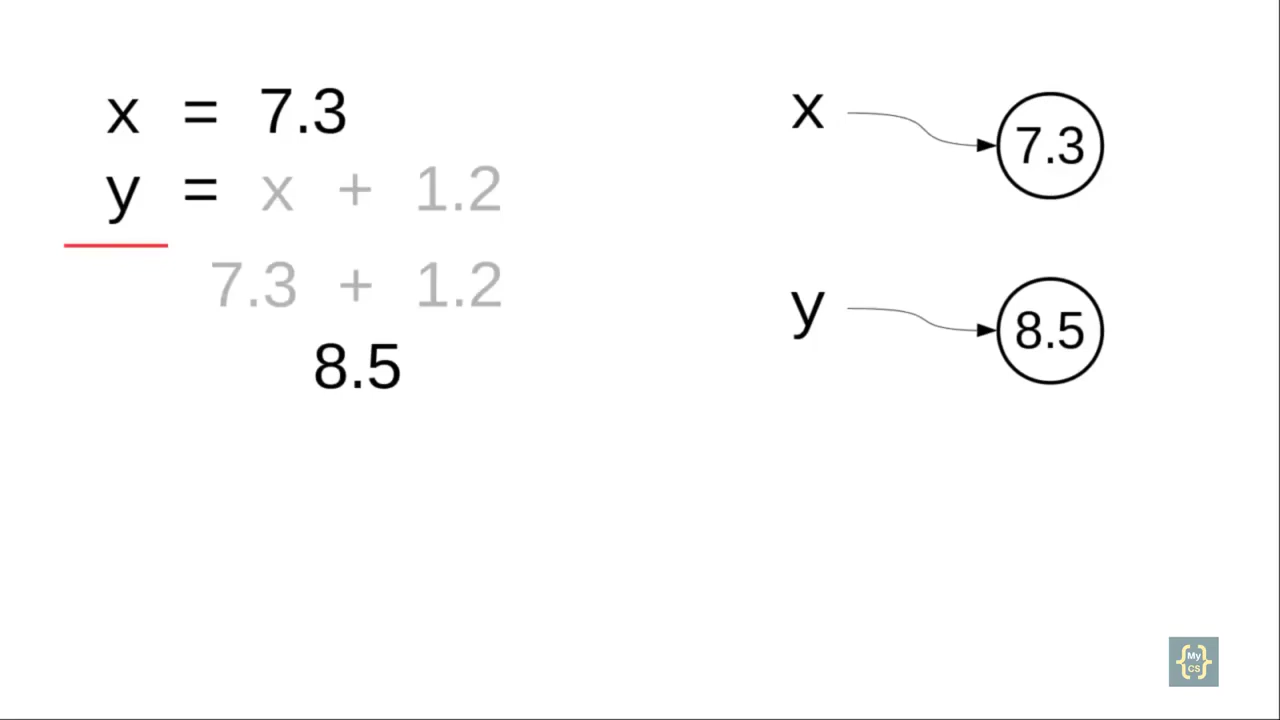 x = 7.3
y = x + 1.2
7.3 + 1.2
8.5
x
7.3
y
8.5
{My CS}